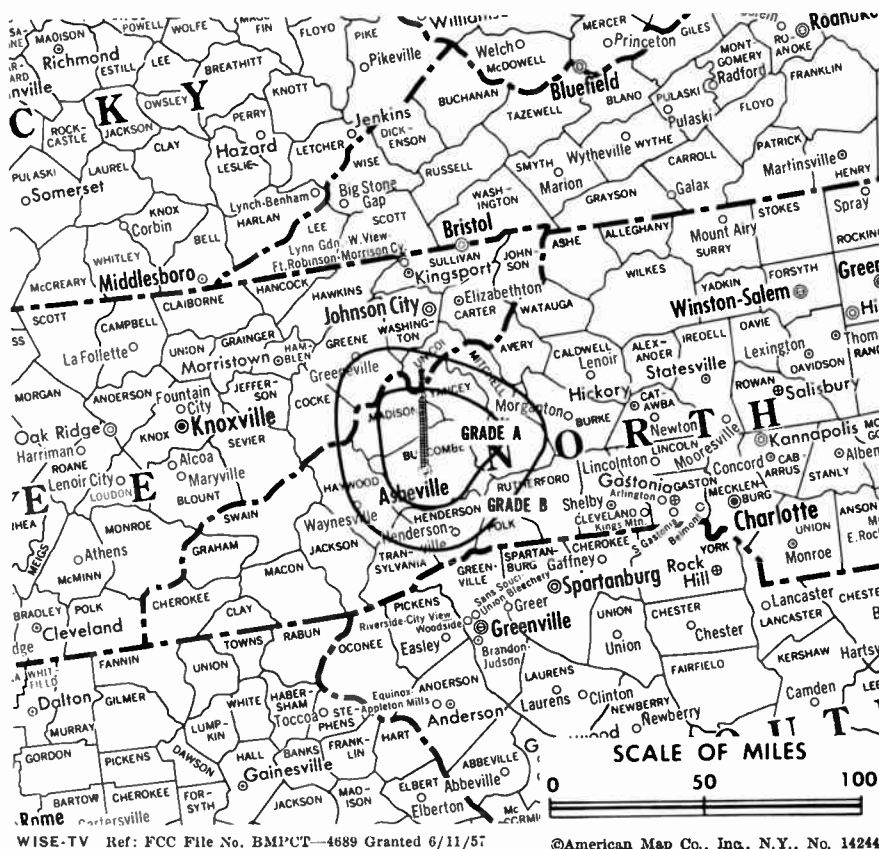 Williams
MERCER
GILES
Roanoke
MADISON
Richmond
ESTILL
LEE
WOLFE
BREATHITT
FLOYD
PIKE
Pikeville
Welch
McDOWELL
Princeton
MONT-
GOMERY
RO-
ANOKE
Radford
FRANKLIN
nville
C K Y
OWSLEY
KNOTT
BUCHANAN
Bluefield
TAZEWELL
BLAND
PULASKI
Pulaski
FLOYD
ROCK-
CASTLE
JACKSON
PERRY
Jenkins
DICK-
ENSON
CLAY
Hazard
LESLIE
LETCHER
WISE
RUSSELL
SMYTH
Wytheville
WYTHE
CARROLL
PATRICK
Martinsville
PULASKI
LAUREL
Somerset
Lynch-Benham
HARLAN
Big Stone
Gap
WASH-
INGTON
Marion
GRAYSON
Galax
HENRY
KNOX
Corbin
BELL
LEE
SCOTT
Bristol
STOKES
Spray
WHITLEY
Lynn Gdn. W. View
Ft. Robinson-Morrison Cy.
SULLIVAN
JOHN-
SON
ASHE
ALLEGHANY
Mount Airy
SURRY
ROCKING
McCREARY
Middlesboro
Kingsport
WILKES
YADKIN
FORSYTH
Green
SCOTT
CLAIBORNE
HANCOCK
HAWKINS
Elizabethton
CARTER
WATAUGA
Winston-Salem
CAMPBELL
Johnson City
Hi
La Follette
UNION
GRAINGER
Morristown
HAM-
BLEN
GREENE
WASHING-
TON
AVERY
CALDWELL
Lenoir
ALEX-
ANDER
IREDELL
DAVIE
Lexington
Thom
RAND
Greeneville
MITCHELL
Statesville
DAVIDSON
MORGAN
ANDERSON
Fountain
City
JEFFER-
SON
COCKE
YANCEY
Hickory
ROWAN
Salisbury
MADISON
Morganton
BURKE
CAT-
AWBA
Newton
Oak Ridge
Harriman
KNOX
Knoxville
SEVIER
GRADE A
N O R T H
Mooresville
Kannapolis
ROANE
Lenoir City
LOUDON
Alcoa
Maryville
BLOUNT
BUNCOMBE
Lincolnton
LINCOLN
Concord
CAB-
ARRUS
Alben
E E
HAYWOOD
Asheville
RUTHERFORD
Gastonia
GASTON
Arlington
MECKLEN-
BURG
STANLY
SWAIN
Waynesville
HENDERSON
GRADE B
Shelby
CLEVELAND
Kings Mtn.
MONROE
Henderson-
ville
POLK
S Gastonia
Belmont
Charlotte
MEIGS
Athens
GRAHAM
JACKSON
TRAN-
SYLVANIA
GREEN-
VILLE
SPARTAN-
BURG
CHEROKEE
Gaffney
YORK
UNION
Monroe
ANSON
McMINN
MACON
Sans Souci
Union Bleachery
Spartanburg
Rock
Hill
E. Rock
BRADLEY
POLK
CHEROKEE
CLAY
PICKENS
Greer
Lancaster
Cleveland
TOWNS
RABUN
OCONEE
Riverside-City View
Woodside
Greenville
UNION
Union
CHESTER
Chester
LANCASTER
FANNIN
UNION
Easley
Brandon-
Judson
KERSHAW
Dalton
GILMER
WHITE
HABER-
SHAM
Toccoa
STE-
PHENS
Equinox
Appleton Mills
ANDERSON
Anderson
LAURENS
Laurens
Clinton
NEWBERRY
Newberry
FAIRFIELD
Camden
MURRAY
LUMP-
KIN
BANKS
FRANK-
LIN
HART
GORDON
PICKENS
DAWSON
HALL
Gainesville
ABBEVILLE
Abbeville
BARTOW
CHEROKEE
FOR-
SYTH
JACKSON
MAD-
ISON
ELBERT
Elberton
Rome
Cartersville
SCALE OF MILES
0 50 100
WISE-TV Ref: FCC File No. BMPCT-4689 Granted 6/11/57
©American Map Co., Inc., N.Y., No. 14244